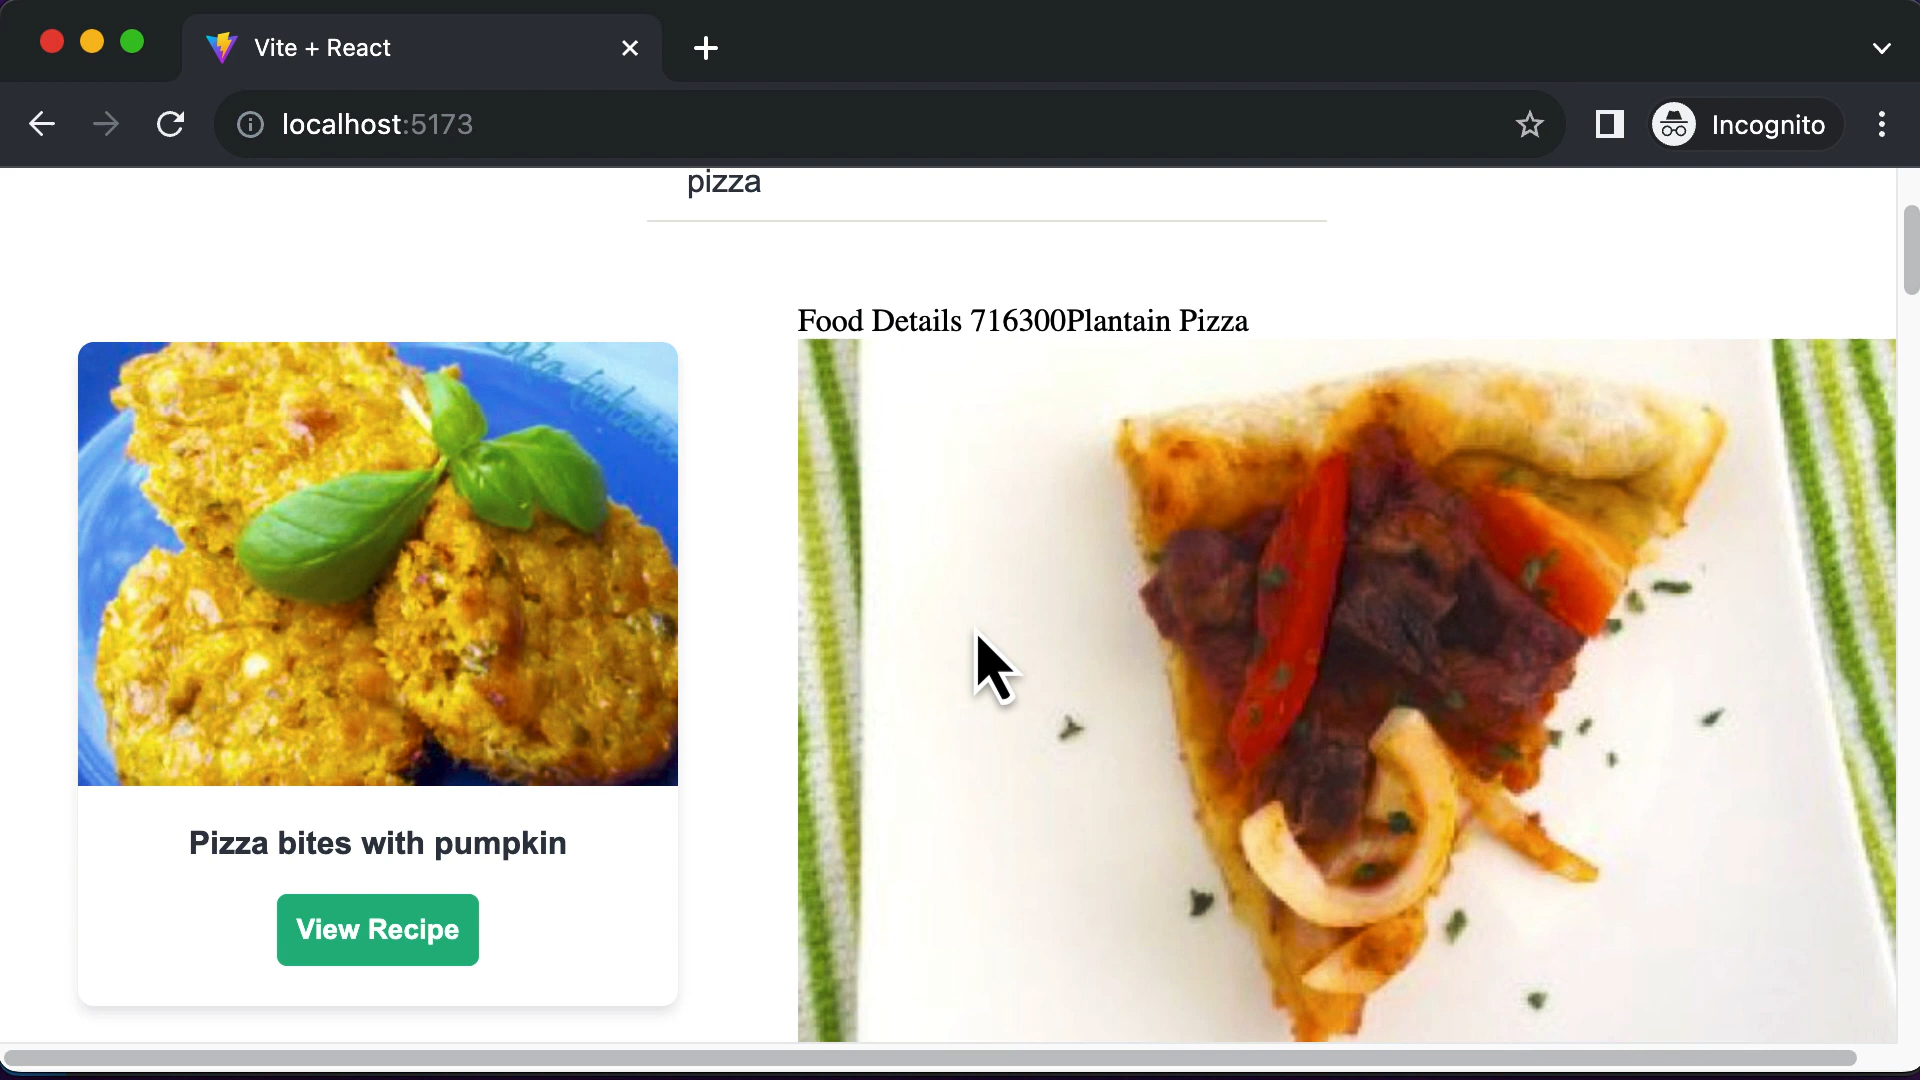 Vite + React
localhost:5173
Incognito
pizza
Food Details 716300Plantain Pizza
Pizza bites with pumpkin
View Recipe